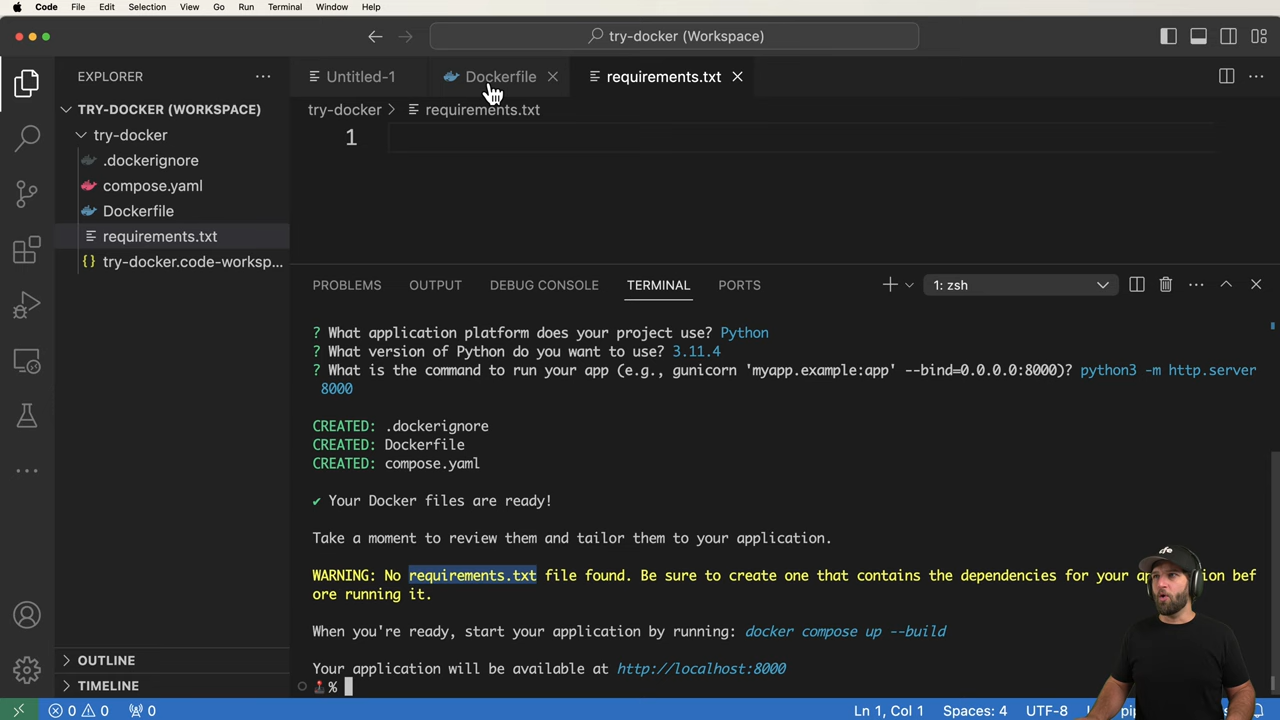 Code File Edit Selection View Go Run Terminal Window Help
try-docker (Workspace)
EXPLORER
Untitled-1
Dockerfile
requirements.txt
TRY-DOCKER (WORKSPACE)
try-docker
.dockerignore
compose.yaml
Dockerfile
requirements.txt
try-docker.code-worksp...
try-docker > requirements.txt
1
PROBLEMS OUTPUT DEBUG CONSOLE TERMINAL PORTS
1: zsh
? What application platform does your project use? Python
? What version of Python do you want to use? 3.11.4
? What is the command to run your app (e.g., gunicorn 'myapp.example:app' --bind=0.0.0.0:8000)? python3 -m http.server
8000
CREATED: .dockerignore
CREATED: Dockerfile
CREATED: compose.yaml
✔ Your Docker files are ready!
Take a moment to review them and tailor them to your application.
WARNING: No requirements.txt file found. Be sure to create one that contains the dependencies for your bef
ore running it.
When you're ready, start your application by running: docker compose up --build
Your application will be available at http://localhost:8000
%
OUTLINE
TIMELINE
0 0 0
Ln 1, Col 1 Spaces: 4 UTF-8